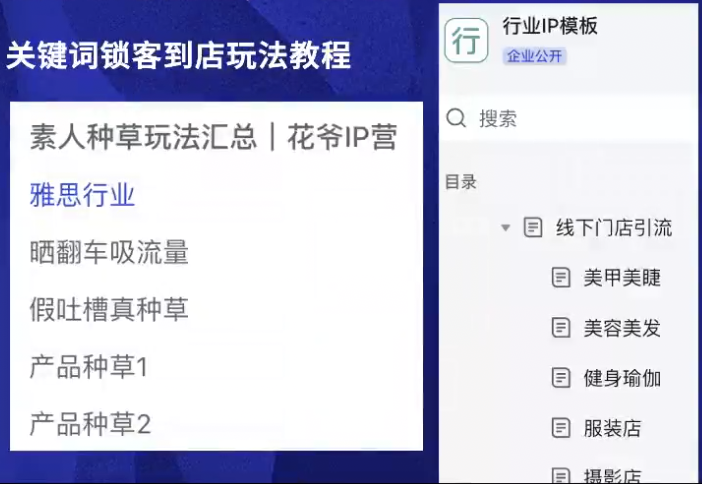 关键词锁客到店玩法教程
素人种草玩法汇总｜花爷IP营
雅思行业
晒翻车吸流量
假吐槽真种草
产品种草1
产品种草2
行
行业IP模板
企业公开
搜索
目录
线下门店引流
美甲美睫
美容美发
健身瑜伽
服装店
摄影店